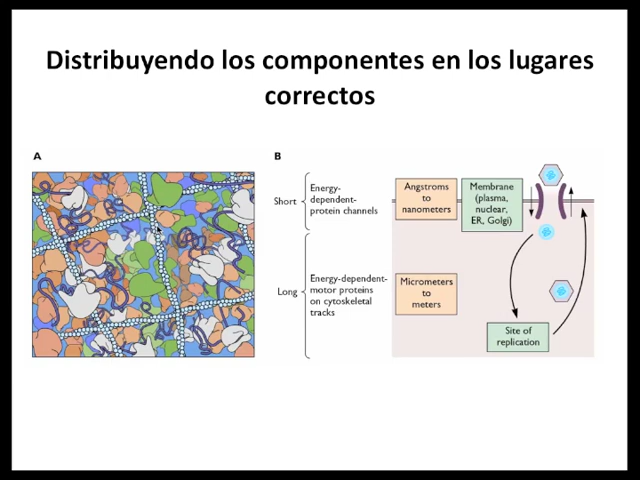 Distribuyendo los componentes en los lugares
correctos
A
B
Short
Energy-
dependent-
protein channels
Angstroms
to
nanometers
Membrane
(plasma,
nuclear,
ER, Golgi)
Long
Energy-dependent-
motor proteins
on cytoskeletal
tracks
Micrometers
to
meters
Site of
replication